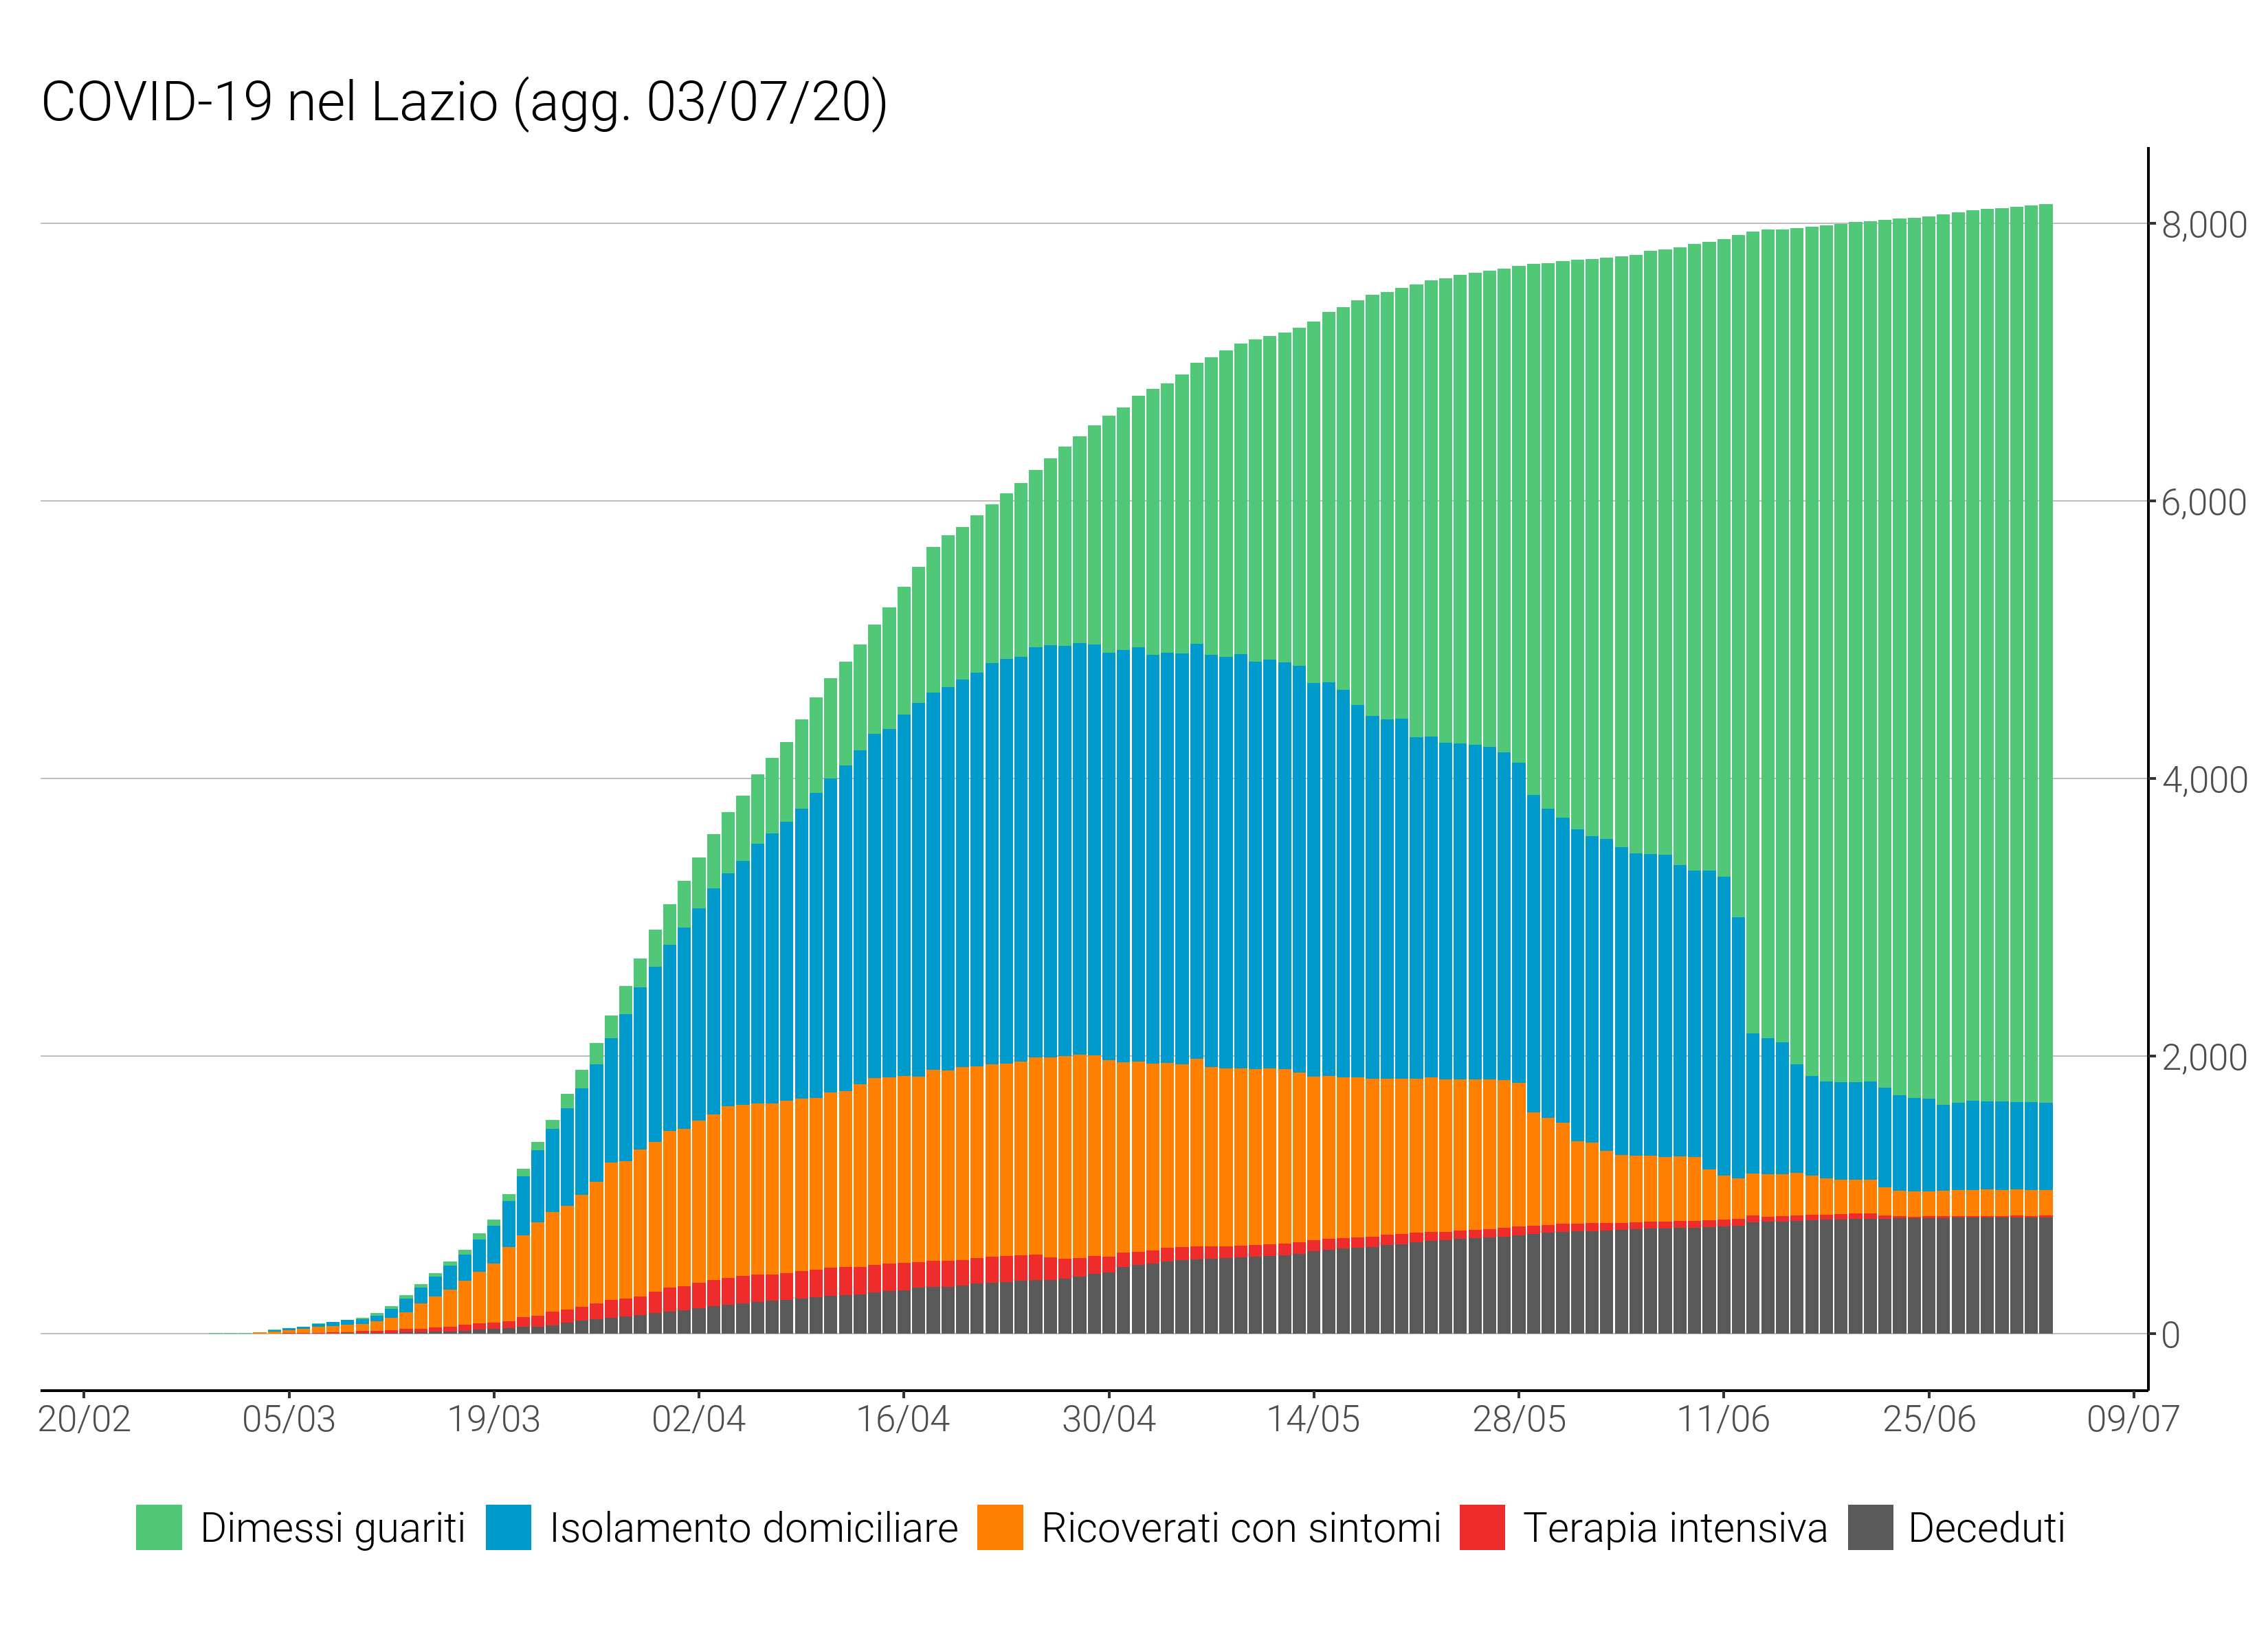 COVID-19 nel Lazio (agg. 03/07/20)
8,000
6,000
4,000
2,000
0
20/02 05/03 19/03 02/04 16/04 30/04 14/05 28/05 11/06 25/06 09/07
Dimessi guariti Isolamento domiciliare Ricoverati con sintomi Terapia intensiva Deceduti